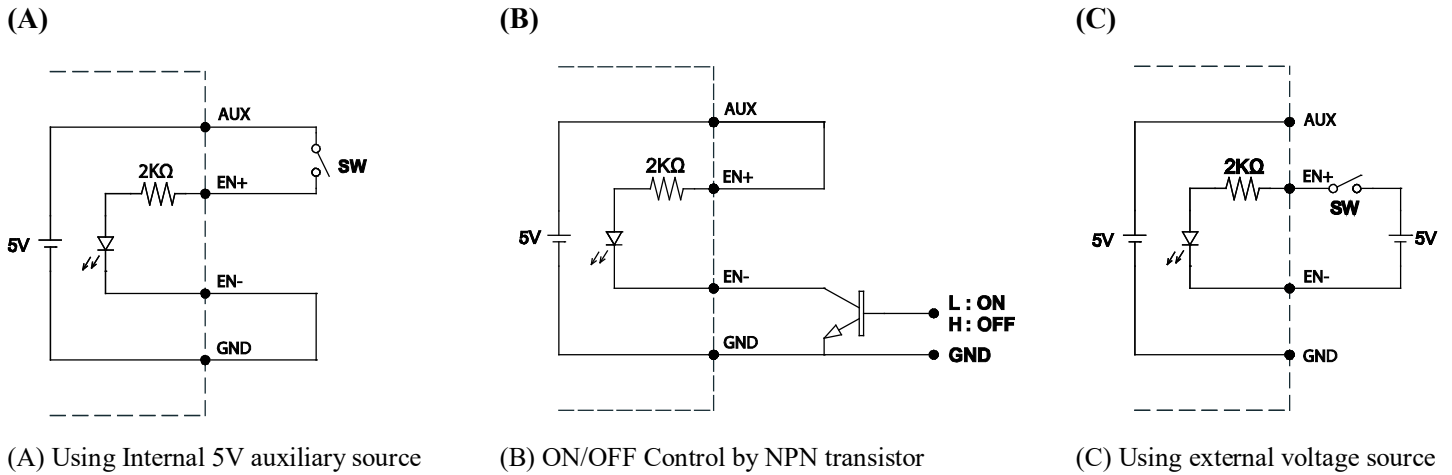 (A) (B) (C)
AUX
2KΩ
EN+
SW
5V
EN-
GND
AUX
2KΩ
EN+
5V
EN-
L : ON
H : OFF
GND
GND
AUX
2KΩ
EN+
SW
5V
5V
EN-
GND
(A) Using Internal 5V auxiliary source (B) ON/OFF Control by NPN transistor (C) Using external voltage source